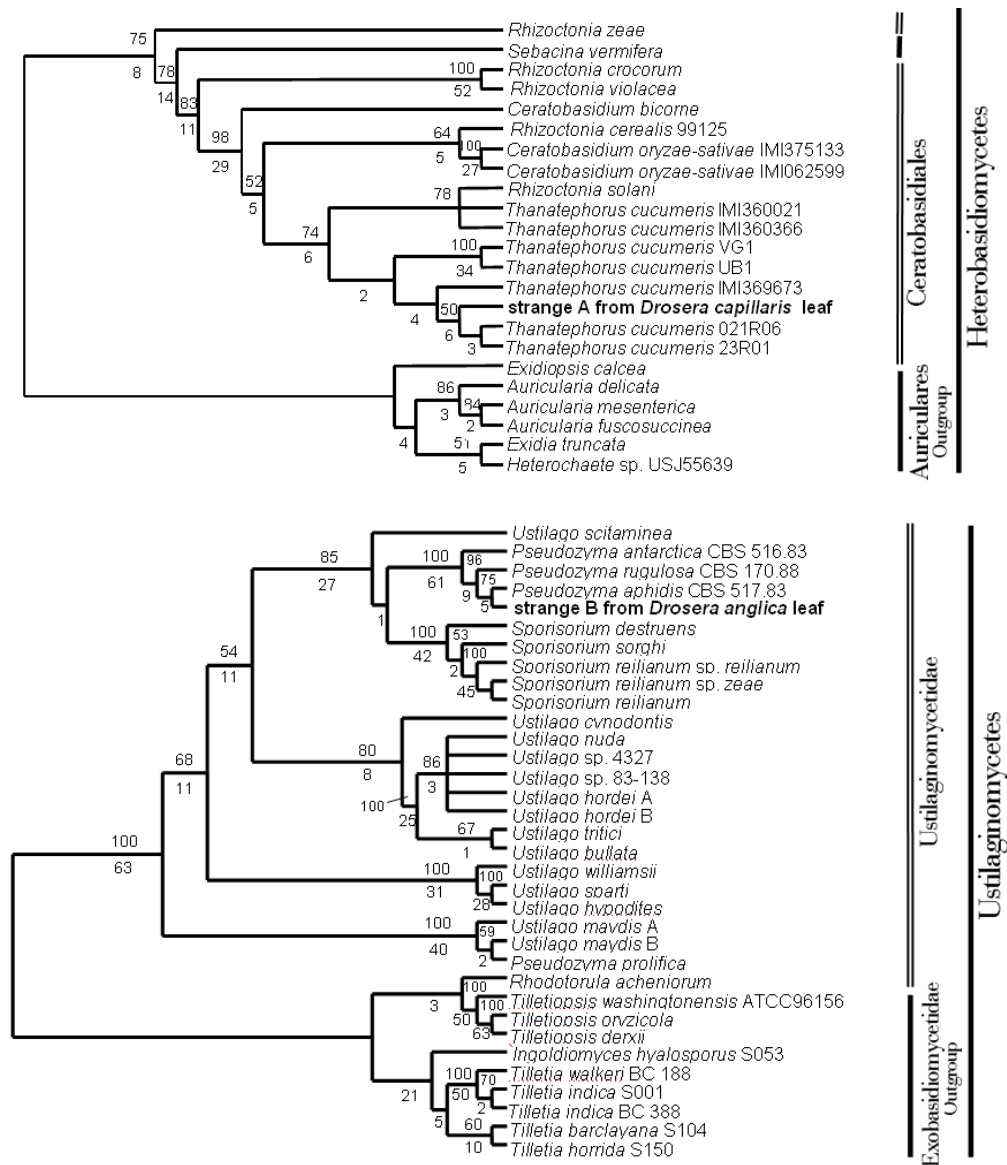 75
8
78
14
83
11
98
29
52
5
74
6
2
4
50
6
3
100
52
64
5
100
27
78
100
34
86
3
84
2
4
51
5
Rhizoctonia zeae
Sebacina vermifera
Rhizoctonia crocorum
Rhizoctonia violacea
Ceratobasidium bicorne
Rhizoctonia cerealis 99125
Ceratobasidium oryzae-sativae IMI375133
Ceratobasidium oryzae-sativae IMI062599
Rhizoctonia solani
Thanatephorus cucumeris IMI360021
Thanatephorus cucumeris IMI360366
Thanatephorus cucumeris VG1
Thanatephorus cucumeris UB1
Thanatephorus cucumeris IMI369673
strange A from Drosera capillaris leaf
Thanatephorus cucumeris 021R06
Thanatephorus cucumeris 23R01
Exidiopsis calcea
Auricularia delicata
Auricularia mesenterica
Auricularia fuscosuccinea
Exidia truncata
Heterochaete sp. USJ55639
Ceratobasidiales
Auriculares
Outgroup
Heterobasidiomycetes
85
27
100
61
96
9
75
5
1
100
42
53
2
100
45
54
11
80
8
86
3
100
25
67
1
68
11
100
31
100
28
100
63
100
40
59
2
100
3
100
50
63
21
100
50
70
2
5
60
10
Ustilago scitaminea
Pseudozyma antarctica CBS 516.83
Pseudozyma rugulosa CBS 170.88
Pseudozyma aphidis CBS 517.83
strange B from Drosera anglica leaf
Sporisorium destruens
Sporisorium sorghi
Sporisorium reilianum sp. reilianum
Sporisorium reilianum sp. zeae
Sporisorium reilianum
Ustilago cynodontis
Ustilago nuda
Ustilago sp. 4327
Ustilago sp. 83-138
Ustilago hordei A
Ustilago hordei B
Ustilago tritici
Ustilago bullata
Ustilago williamsii
Ustilago sparti
Ustilago hypodites
Ustilago maydis A
Ustilago maydis B
Pseudozyma prolifica
Rhodotorula acheniorum
Tilletiopsis washingtonensis ATCC96156
Tilletiopsis oryzicola
Tilletiopsis derxii
Ingoldiomyces hyalosporus S053
Tilletia walkeri BC 188
Tilletia indica S001
Tilletia indica BC 388
Tilletia barclayana S104
Tilletia horrida S150
Ustilaginomycetidae
Exobasidiomycetidae
Outgroup
Ustilaginomycetes